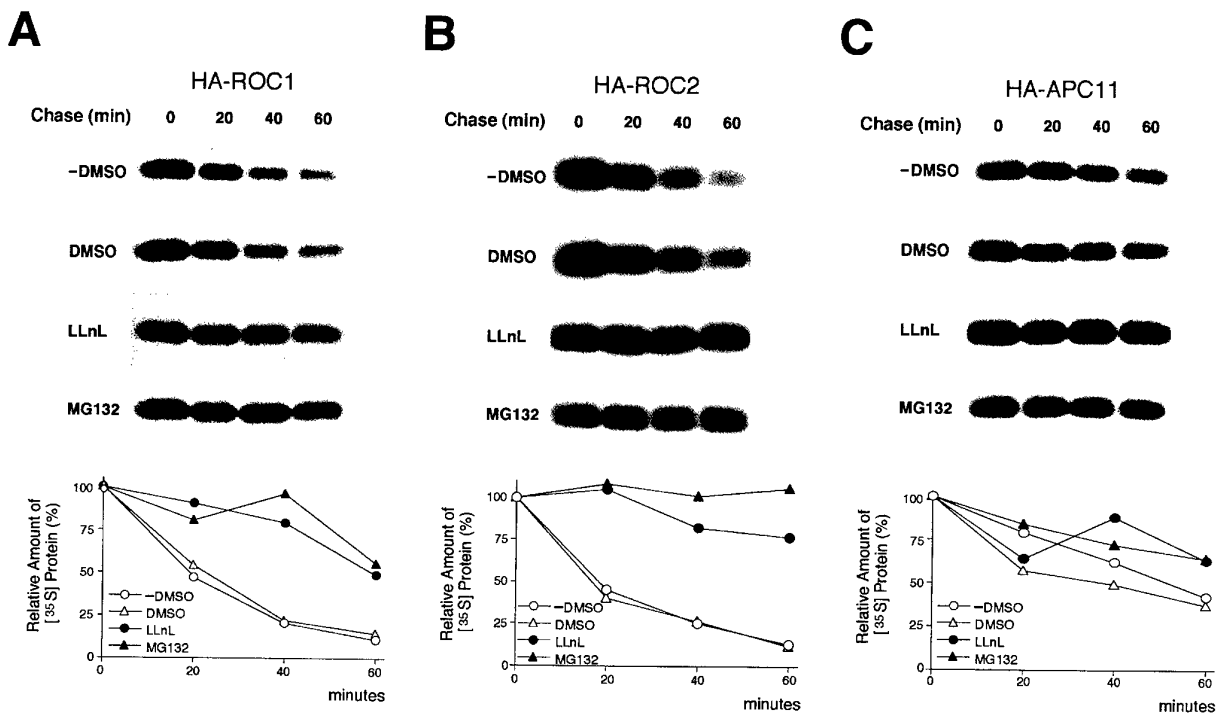 A
HA-ROC1
Chase (min) 0 20 40 60
−DMSO
DMSO
LLnL
MG132
Relative Amount of
[³⁵S] Protein (%)
100
75
50
25
0
−DMSO
DMSO
LLnL
MG132
0 20 40 60
minutes
B
HA-ROC2
Chase (min) 0 20 40 60
−DMSO
DMSO
LLnL
MG132
Relative Amount of
[³⁵S] Protein (%)
100
75
50
25
0
−DMSO
DMSO
LLnL
MG132
0 20 40 60
minutes
C
HA-APC11
Chase (min) 0 20 40 60
−DMSO
DMSO
LLnL
MG132
Relative Amount of
[³⁵S] Protein (%)
100
75
50
25
0
−DMSO
DMSO
LLnL
MG132
0 20 40 60
minutes